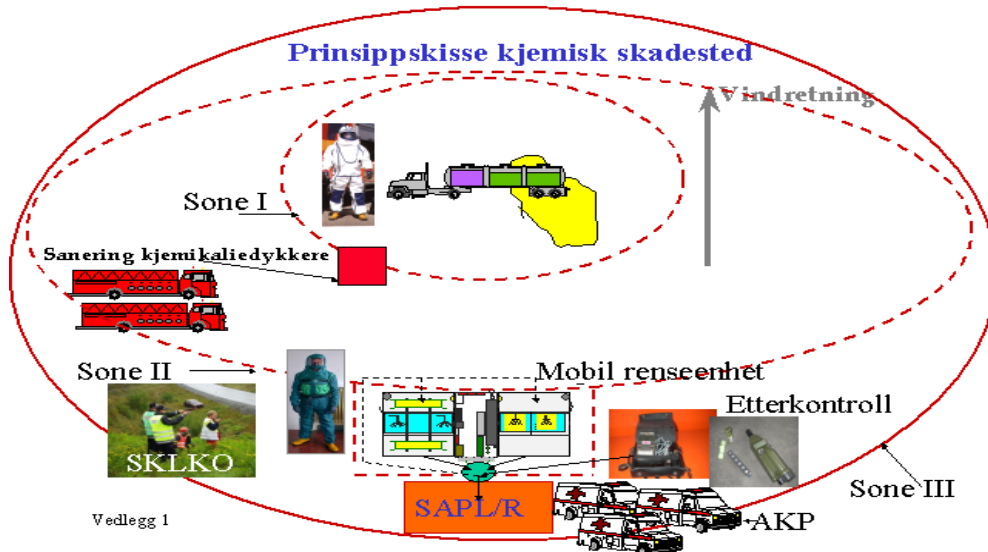 Prinsippskisse kjemisk skadested
Vindretning
Sone I
Sanering kjemikaliedykkere
Sone II
Mobil renseenhet
Etterkontroll
SKLKO
Sone III
SAPL/R
AKP
Vedlegg 1